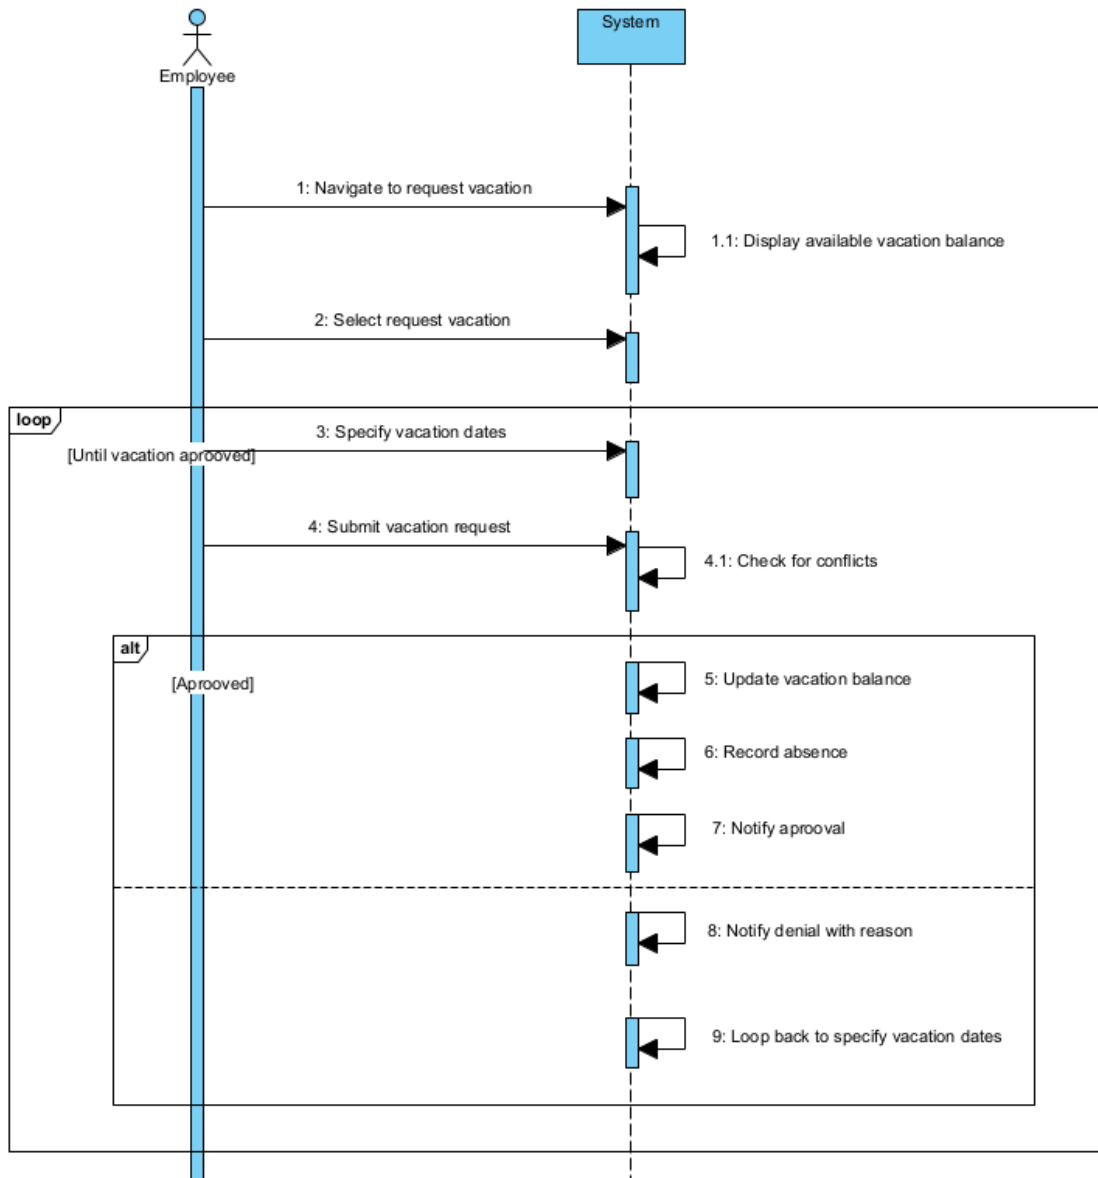 System
Employee
1: Navigate to request vacation
1.1: Display available vacation balance
2: Select request vacation
loop
3: Specify vacation dates
[Until vacation aprooved]
4: Submit vacation request
4.1: Check for conflicts
alt
[Aprooved]
5: Update vacation balance
6: Record absence
7: Notify aprooval
8: Notify denial with reason
9: Loop back to specify vacation dates